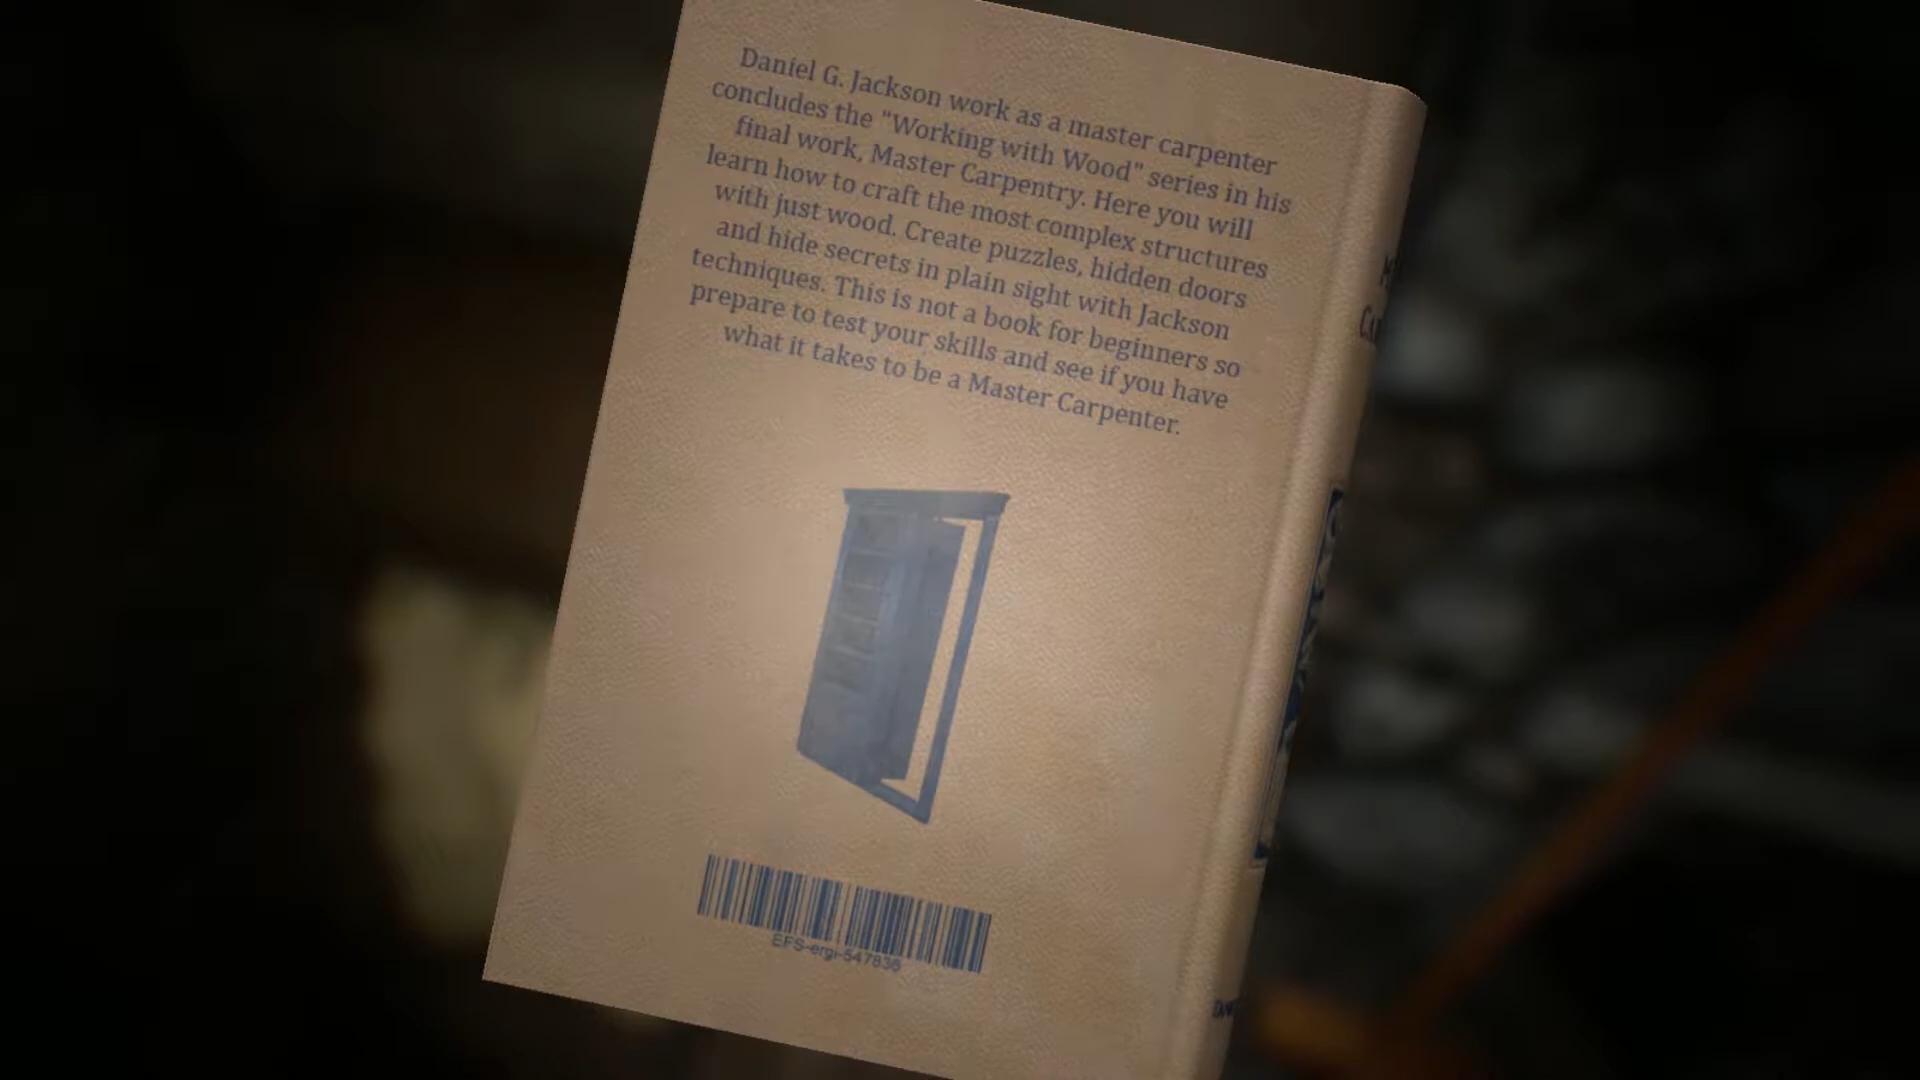 Daniel G. Jackson work as a master carpenter
concludes the "Working with Wood" series in his
final work, Master Carpentry. Here you will
learn how to craft the most complex structures
with just wood. Create puzzles, hidden doors
and hide secrets in plain sight with Jackson
techniques. This is not a book for beginners so
prepare to test your skills and see if you have
what it takes to be a Master Carpenter.
EFS-ergi-547836